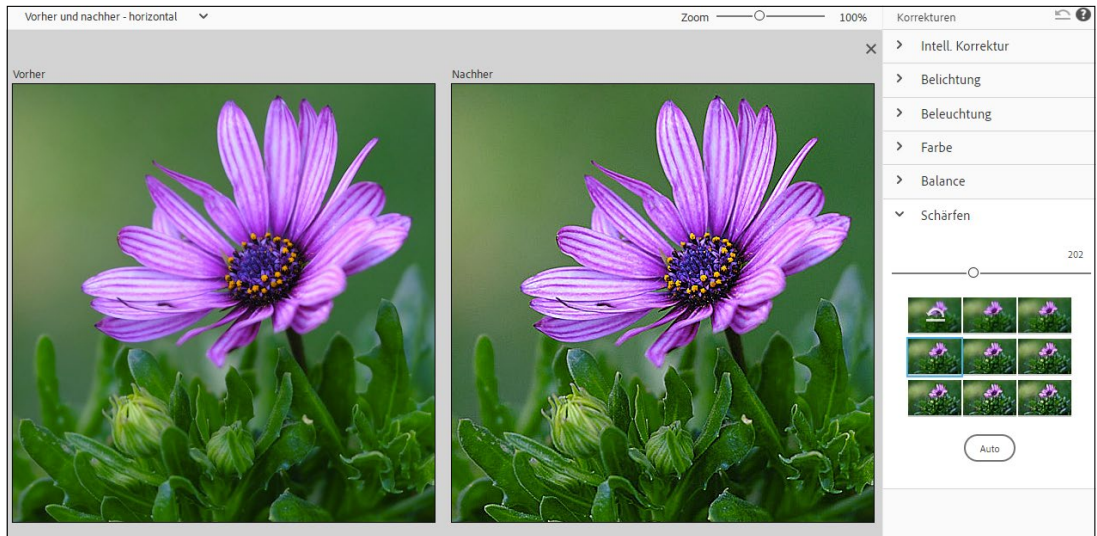 Vorher und nachher - horizontal
Zoom 100%
Korrekturen
Intell. Korrektur
Vorher
Nachher
Belichtung
Beleuchtung
Farbe
Balance
Schärfen
202
Auto